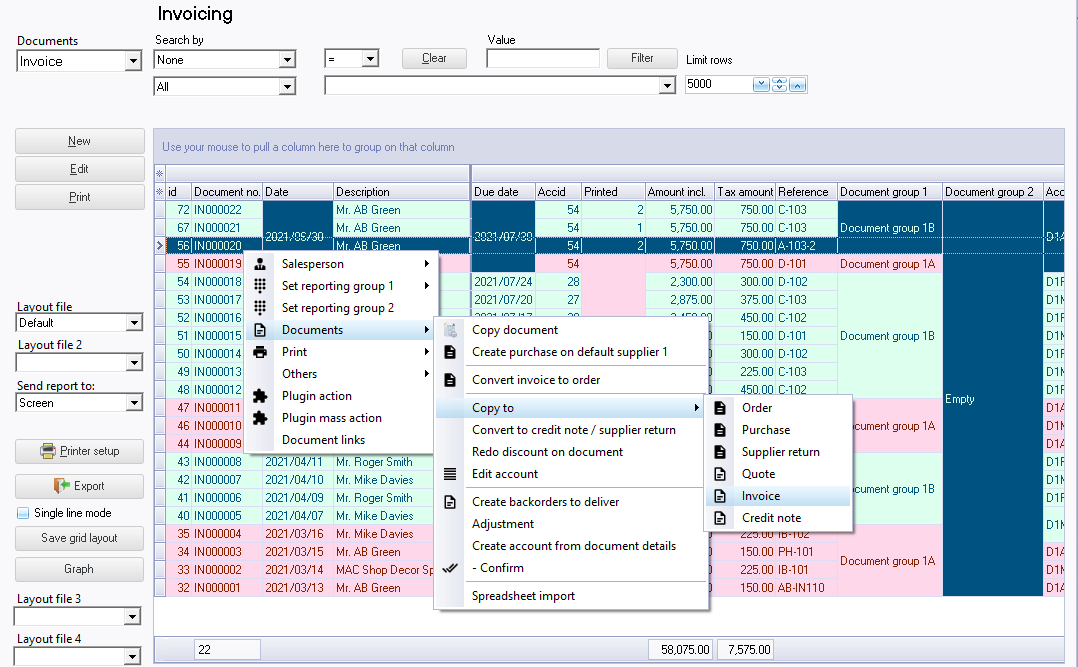 Invoicing
Documents
Invoice
Search by
None
=
Clear
Value
Filter
Limit rows
All
5000
New
Edit
Print
Use your mouse to pull a column here to group on that column
id Document no. Date Description Due date Accid Printed Amount incl. Tax amount Reference Document group 1 Document group 2 Acc
72 IN000022 Mr. AB Green 54 2 5,750.00 750.00 C-103
67 IN000021 Mr. AB Green 54 1 5,750.00 750.00 C-103 Document group 1B
2021/06/30 2021/07/30 D1A
56 IN000020 Mr. AB Green 54 2 5,750.00 750.00 A-103-2
55 IN000019 54 5,750.00 750.00 D-101 Document group 1A
54 IN000018 2021/07/24 28 2,300.00 300.00 D-102 D1F
53 IN000017 2021/07/20 27 2,875.00 375.00 C-103 D1M
52 IN000016 450.00 C-102 D1F
51 IN000015 150.00 D-101 Document group 1B D1M
50 IN000014 300.00 D-102 D1F
49 IN000013 225.00 C-103 D1M
48 IN000012 450.00 C-102 D1F
Empty
47 IN000011 D1A
46 IN000010 Document group 1A D1M
44 IN000009 D1A
43 IN000008 2021/04/11 Mr. Roger Smith D1F
42 IN000007 2021/04/10 Mr. Mike Davies ocument group 1B D1M
41 IN000006 2021/04/09 Mr. Roger Smith D1F
40 IN000005 2021/04/07 Mr. Mike Davies
D1M
35 IN000004 2021/03/16 Mr. Mike Davies 225.00 IB-102
34 IN000003 2021/03/15 Mr. AB Green 150.00 PH-101 D1A
33 IN000002 2021/03/14 MAC Shop Decor Sp 225.00 IB-101 Document group 1A D1M
32 IN000001 2021/03/13 Mr. AB Green 150.00 AB-IN110 D1A
22 58,075.00 7,575.00
Salesperson
Set reporting group 1
Set reporting group 2
Documents
Print
Others
Plugin action
Plugin mass action
Document links
Copy document
Create purchase on default supplier 1
Convert invoice to order
Copy to
Convert to credit note / supplier return
Redo discount on document
Edit account
Create backorders to deliver
Adjustment
Create account from document details
- Confirm
Spreadsheet import
Order
Purchase
Supplier return
Quote
Invoice
Credit note
Layout file
Default
Layout file 2
Send report to:
Screen
Printer setup
Export
Single line mode
Save grid layout
Graph
Layout file 3
Layout file 4